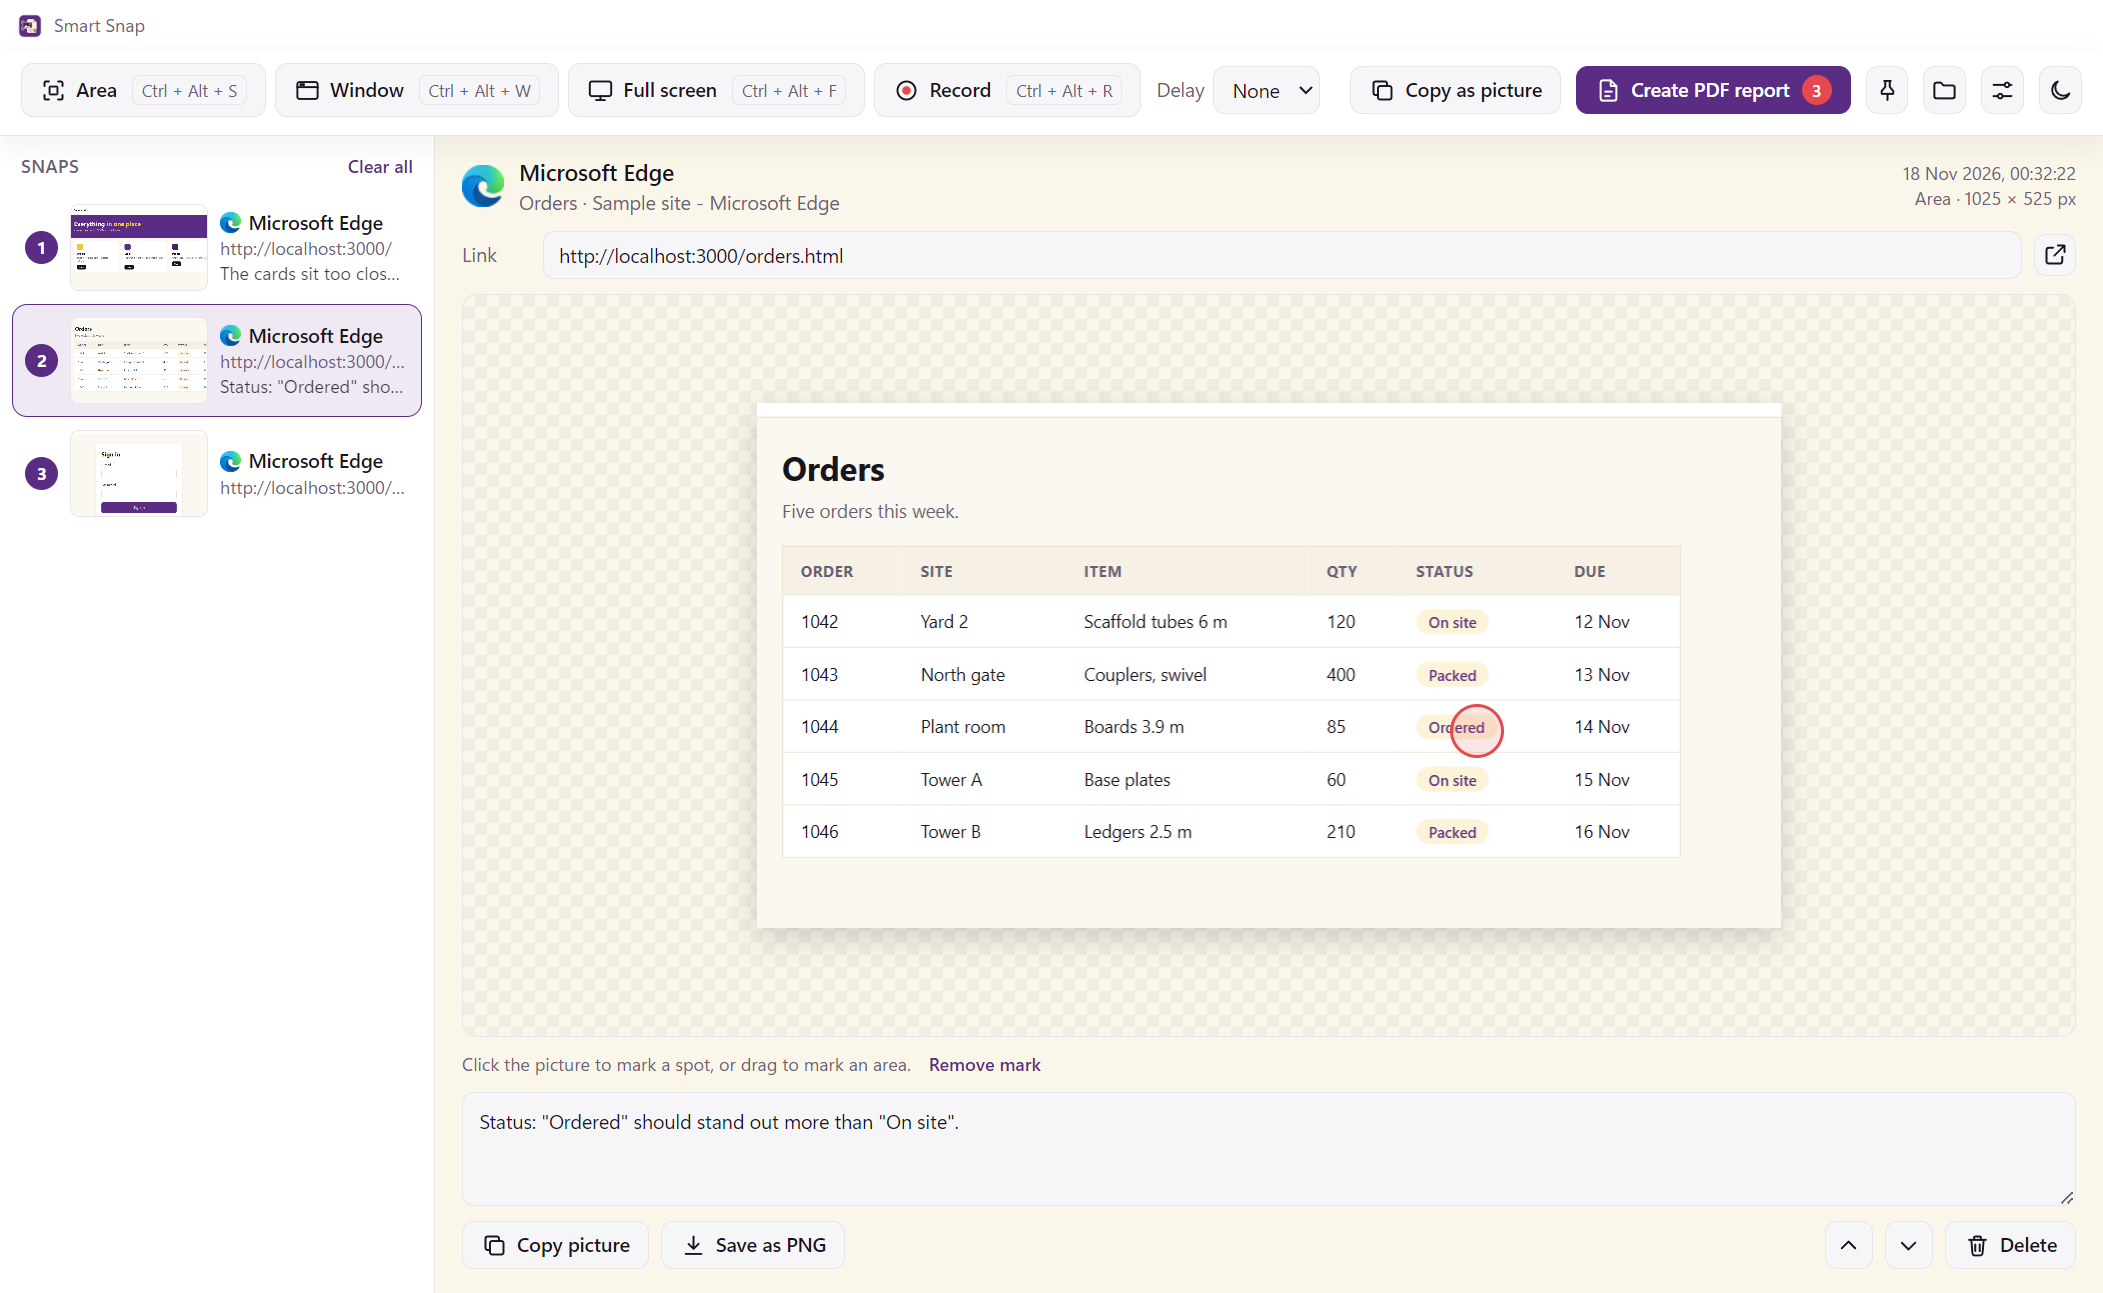 Smart Snap
Area Ctrl + Alt + S Window Ctrl + Alt + W Full screen Ctrl + Alt + F Record Ctrl + Alt + R Delay None Copy as picture Create PDF report 3
SNAPS Clear all
1
Everything in one place
Microsoft Edge
http://localhost:3000/
The cards sit too clos...
2
Orders
Microsoft Edge
http://localhost:3000/...
Status: "Ordered" sho...
3
Sign in
Microsoft Edge
http://localhost:3000/...
Microsoft Edge
Orders · Sample site - Microsoft Edge
18 Nov 2026, 00:32:22
Area · 1025 × 525 px
Link http://localhost:3000/orders.html
Orders
Five orders this week.
ORDER SITE ITEM QTY STATUS DUE
1042 Yard 2 Scaffold tubes 6 m 120 On site 12 Nov
1043 North gate Couplers, swivel 400 Packed 13 Nov
1044 Plant room Boards 3.9 m 85 Ordered 14 Nov
1045 Tower A Base plates 60 On site 15 Nov
1046 Tower B Ledgers 2.5 m 210 Packed 16 Nov
Click the picture to mark a spot, or drag to mark an area. Remove mark
Status: "Ordered" should stand out more than "On site".
Copy picture Save as PNG Delete